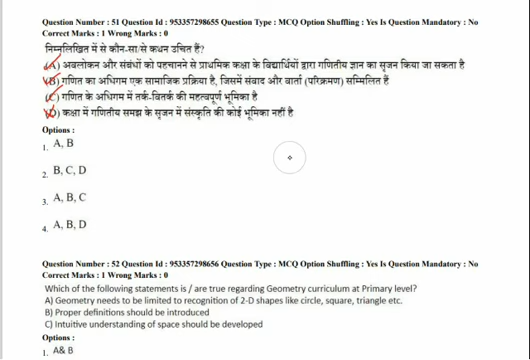 Question Number : 51 Question Id : 953357298655 Question Type : MCQ Option Shuffling : Yes Is Question Mandatory : No
Correct Marks : 1 Wrong Marks : 0
निम्नलिखित में से कौन-सा/से कथन उचित हैं?
(A) अवलोकन और संबंधों को पहचानने से प्राथमिक कक्षा के विद्यार्थियों द्वारा गणितीय ज्ञान का सृजन किया जा सकता है
(B) गणित का अधिगम एक सामाजिक प्रक्रिया है, जिसमें संवाद और वार्ता (परिक्रमण) सम्मिलित हैं
(C) गणित के अधिगम में तर्क-वितर्क की महत्वपूर्ण भूमिका है
(D) कक्षा में गणितीय समझ के सृजन में संस्कृति की कोई भूमिका नहीं है
Options :
1. A, B
2. B, C, D
3. A, B, C
4. A, B, D
Question Number : 52 Question Id : 953357298656 Question Type : MCQ Option Shuffling : Yes Is Question Mandatory : No
Correct Marks : 1 Wrong Marks : 0
Which of the following statements is / are true regarding Geometry curriculum at Primary level?
A) Geometry needs to be limited to recognition of 2-D shapes like circle, square, triangle etc.
B) Proper definitions should be introduced
C) Intuitive understanding of space should be developed
Options :
1. A& B